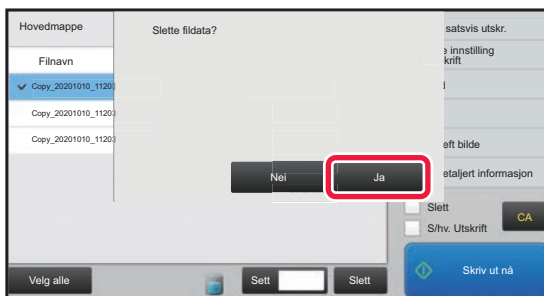 Hovedmappe
Slette fildata?
satsvis utskr.
Filnavn
innstilling
krift
Copy_20201010_1120
Copy_20201010_1120
Copy_20201010_1120
eft bilde
Nei
Ja
etaljert informasjon
Slett
CA
S/hv. Utskrift
Velg alle
Sett
Slett
Skriv ut nå